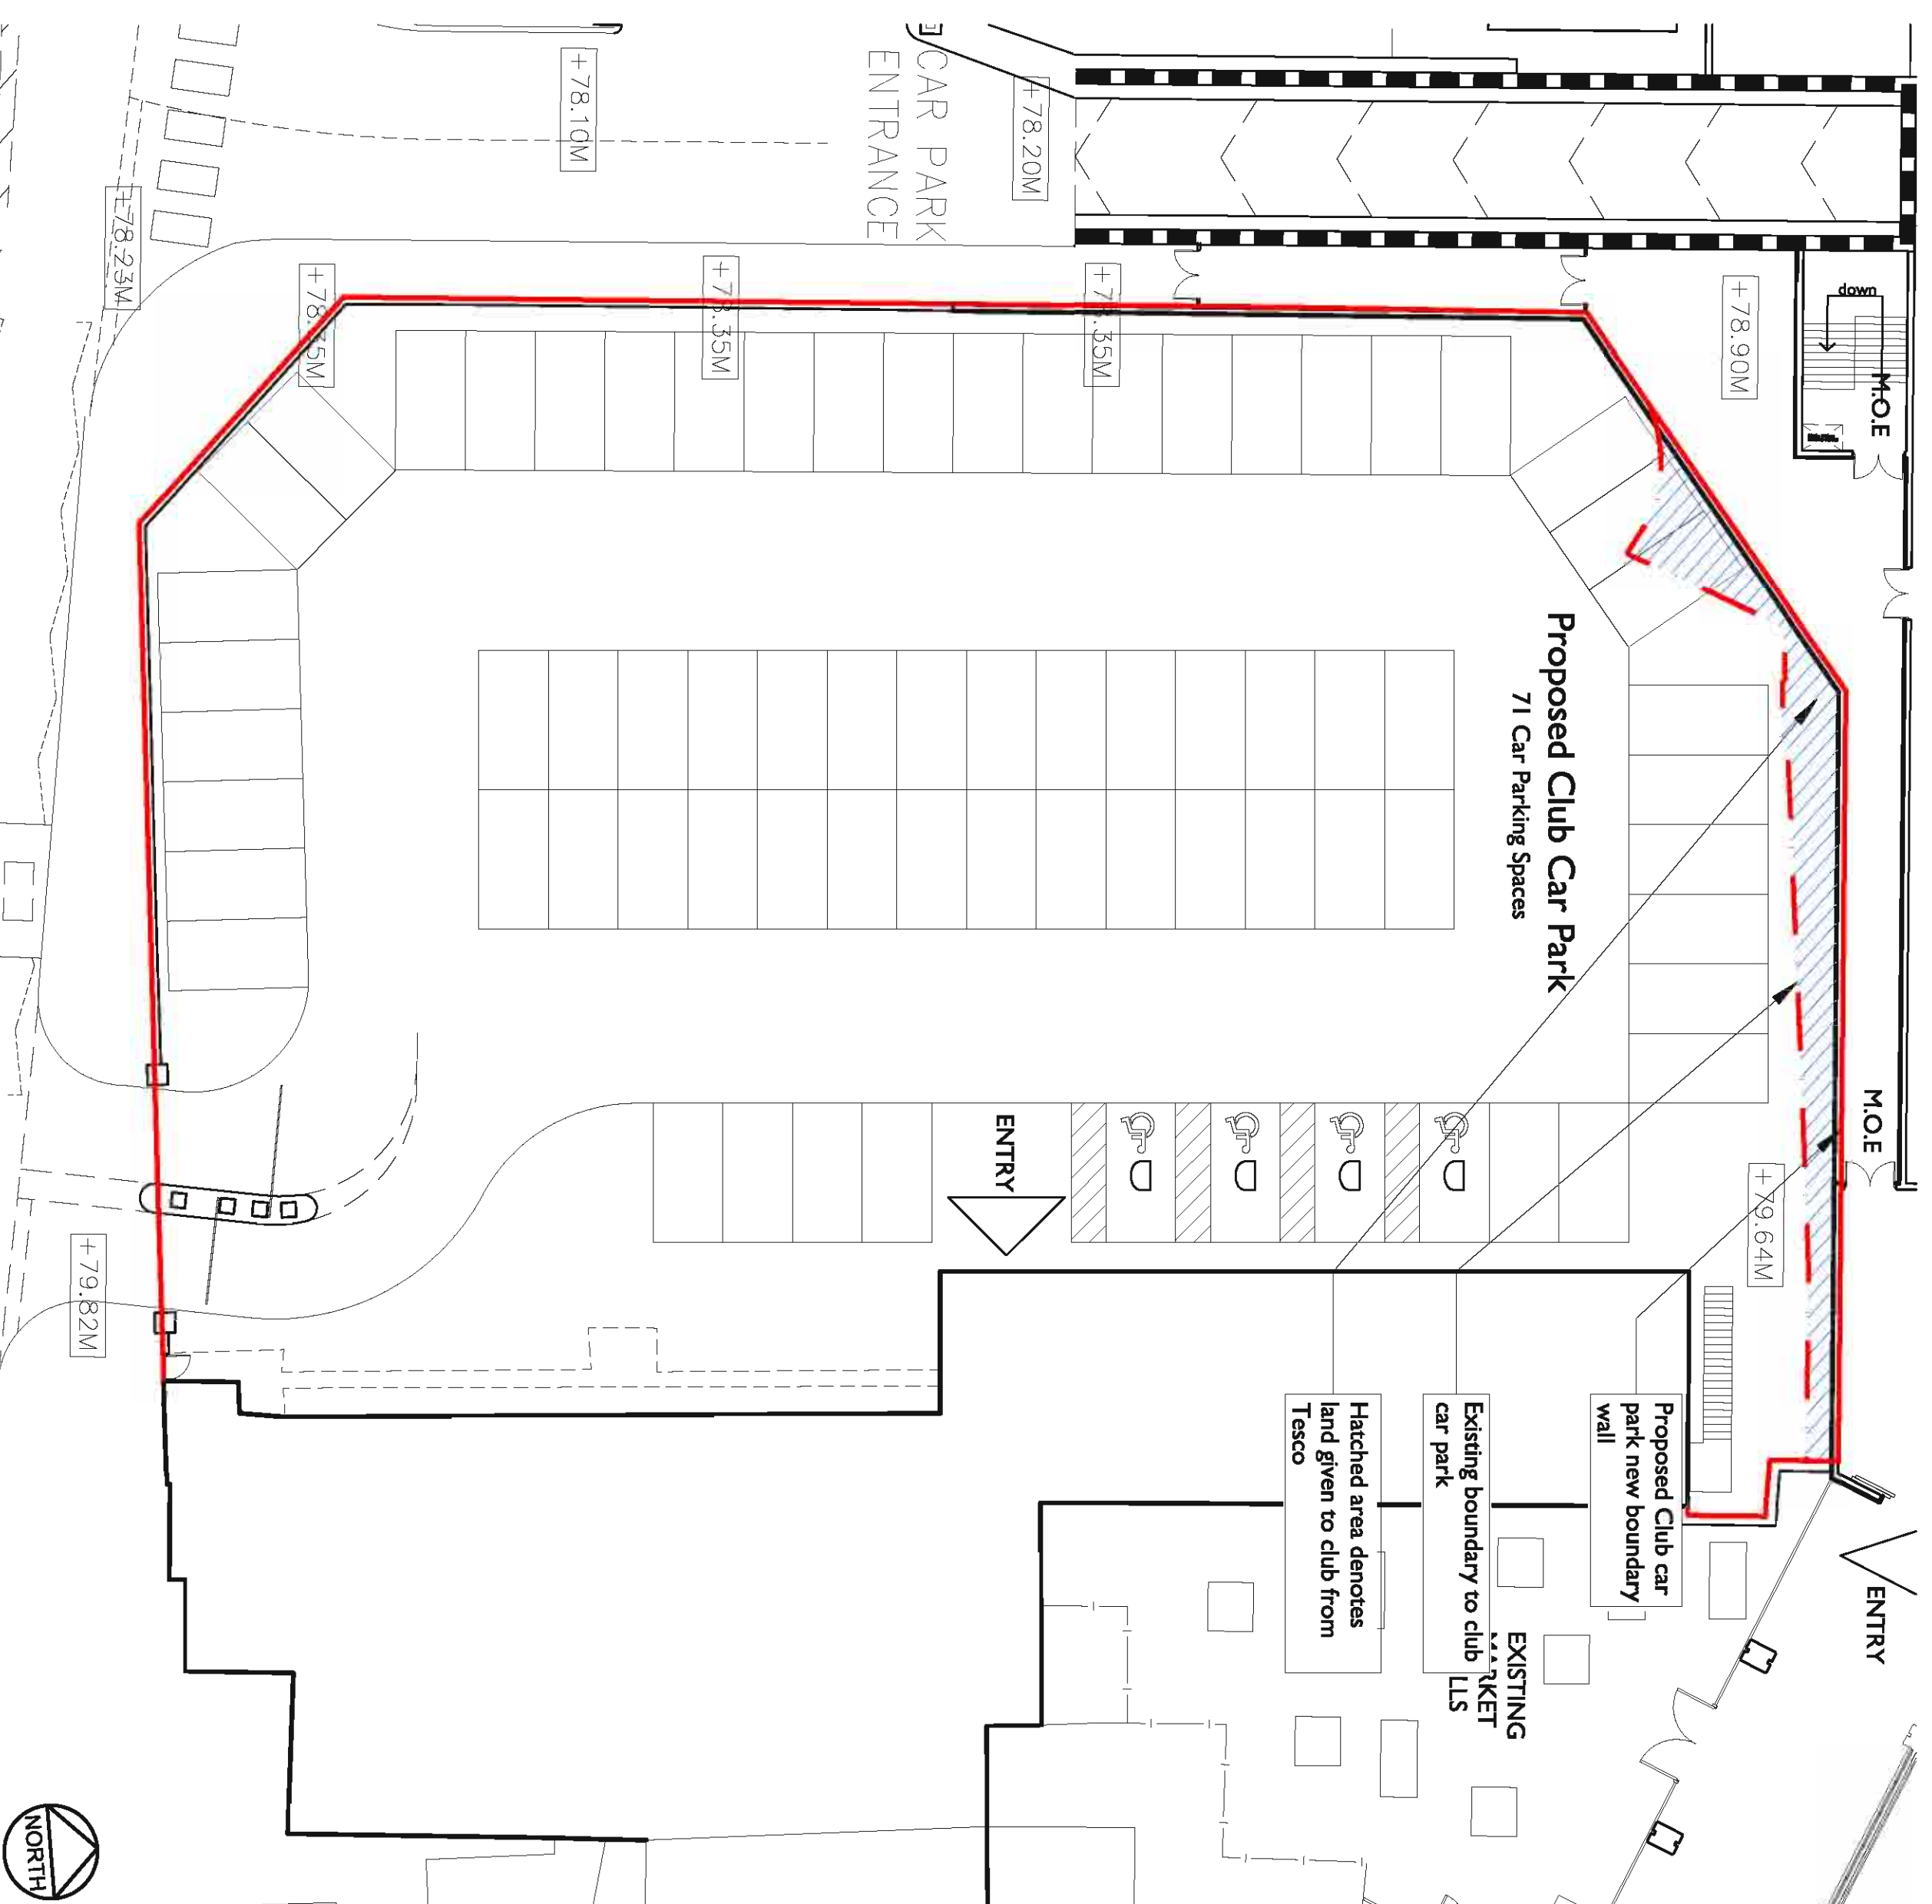 CAR PARK
ENTRANCE
+78.10M
+78.20M
+78.23M
+78.35M
+78.35M
+78.90M
down
M.O.E
Proposed Club Car Park
71 Car Parking Spaces
M.O.E
+79.64M
ENTRY
+79.82M
Proposed Club car
park new boundary
wall
Existing boundary to club
car park
Hatched area denotes
land given to club from
Tesco
EXISTING
ENTRY
NORTH